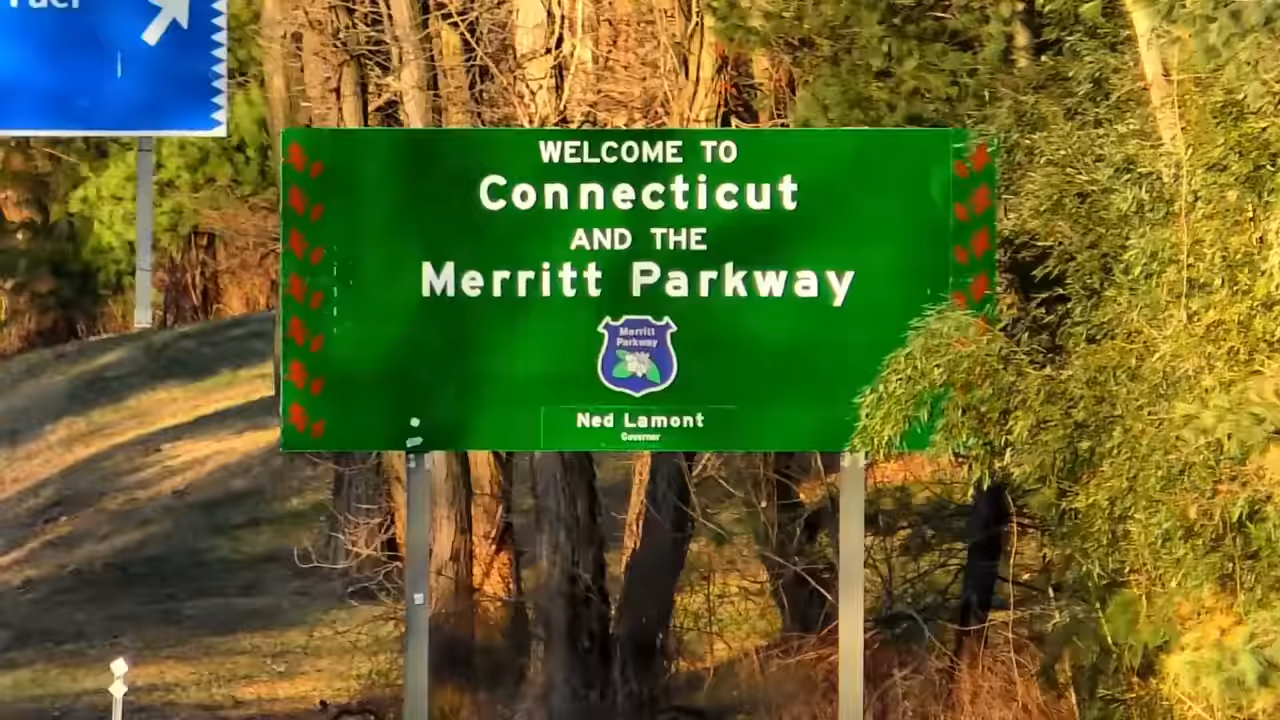 Fuel
WELCOME TO
Connecticut
AND THE
Merritt Parkway
Merritt
Parkway
Ned Lamont
Governor